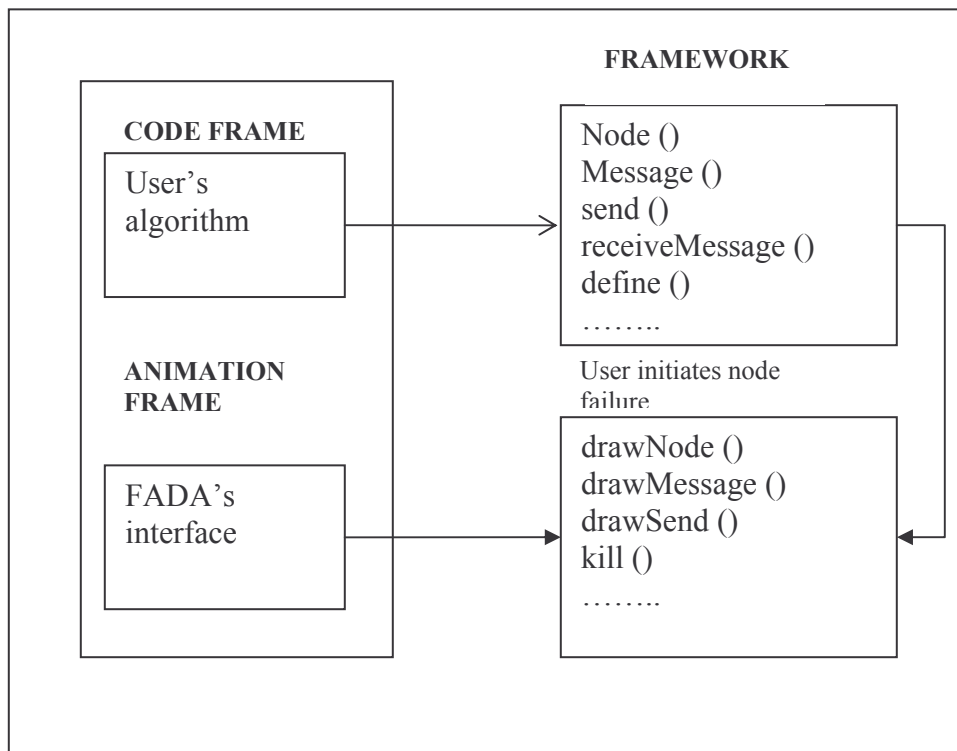 FRAMEWORK
CODE FRAME
User’s
algorithm
Node ()
Message ()
send ()
receiveMessage ()
define ()
……..
ANIMATION
FRAME
User initiates node
failure
FADA’s
interface
drawNode ()
drawMessage ()
drawSend ()
kill ()
……..